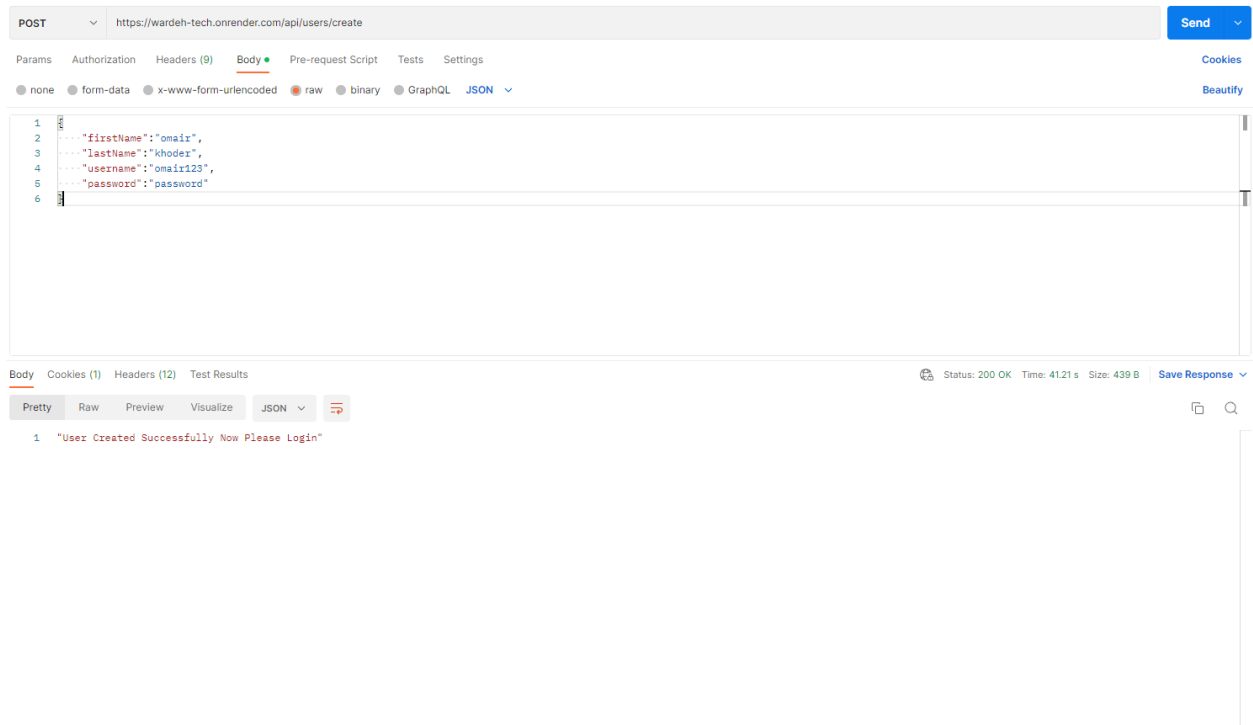 POST https://wardeh-tech.onrender.com/api/users/create Send
Params Authorization Headers (9) Body Pre-request Script Tests Settings Cookies
none form-data x-www-form-urlencoded raw binary GraphQL JSON Beautify
1 {
2 "firstName":"omair",
3 "lastName":"khoder",
4 "username":"omair123",
5 "password":"password"
6 }
Body Cookies (1) Headers (12) Test Results Status: 200 OK Time: 41.21 s Size: 439 B Save Response
Pretty Raw Preview Visualize JSON
1 "User Created Successfully Now Please Login"